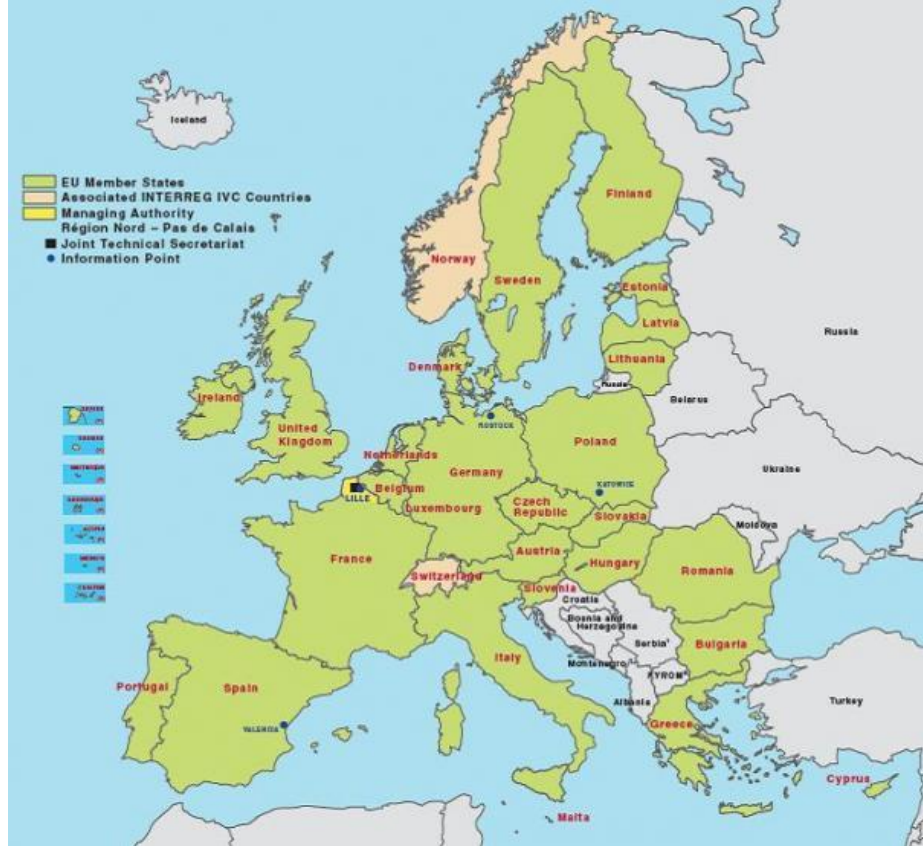 Iceland
EU Member States
Associated INTERREG IVC Countries
Managing Authority
Région Nord – Pas de Calais
Joint Technical Secretariat
Information Point
Finland
Norway
Sweden
Estonia
Latvia
Russia
Lithuania
Denmark
Russia
Belarus
Ireland
ROSTOCK
United
Kingdom
Poland
Netherlands
Germany
Ukraine
Belgium
KATOWICE
LILLE
Luxembourg
Czech
Republic
Slovakia
Moldova
Austria
France
Hungary
Romania
Switzerland
Slovenia
Croatia
Bosnia and
Herzegovina
Serbia¹
Bulgaria
Italy
Montenegro
FYROM
Portugal
Spain
Albania
Turkey
Greece
VALENCIA
Cyprus
Malta